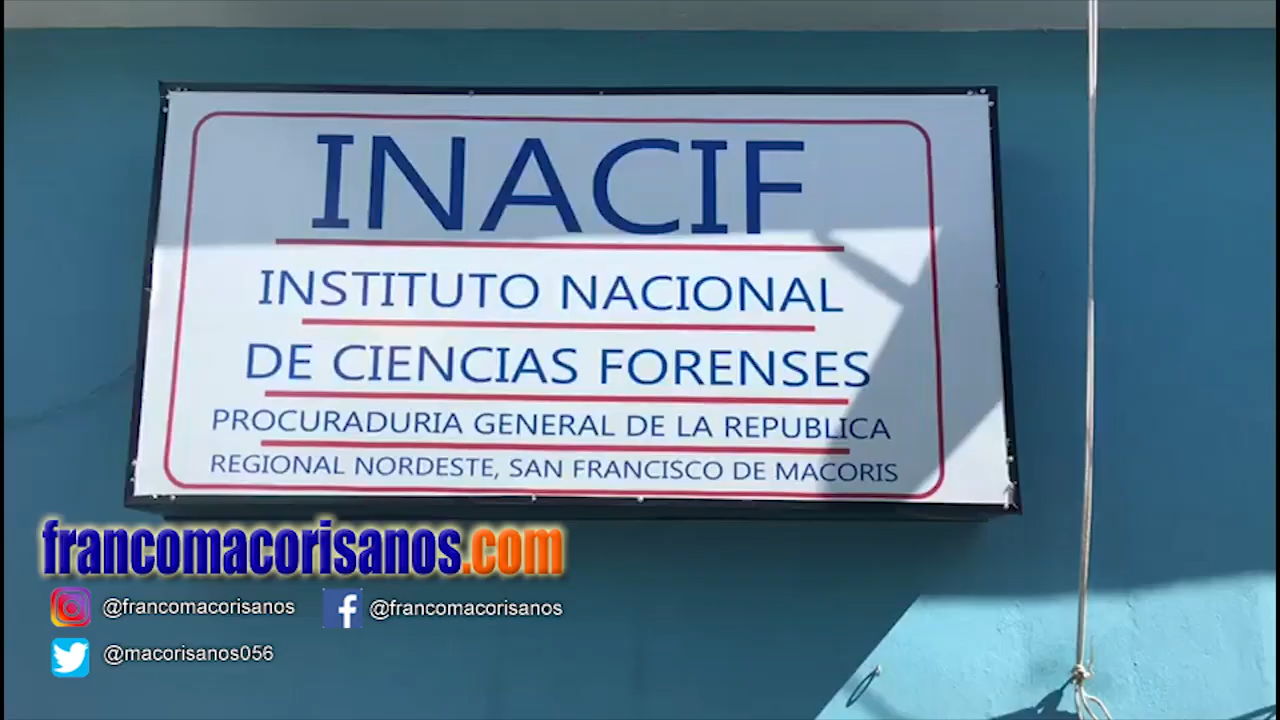 INACIF
INSTITUTO NACIONAL
DE CIENCIAS FORENSES
PROCURADURIA GENERAL DE LA REPUBLICA
REGIONAL NORDESTE, SAN FRANCISCO DE MACORIS
francomacorisanos.com
@francomacorisanos @francomacorisanos
@macorisanos056